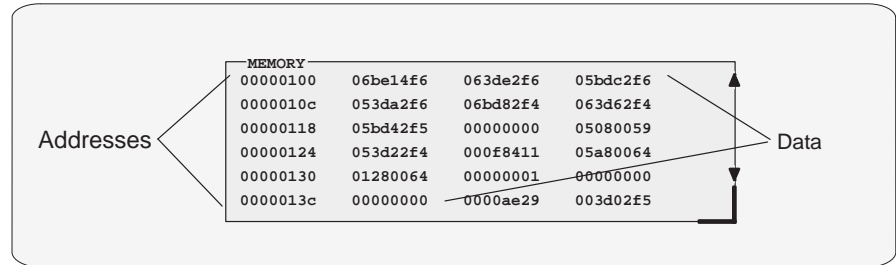 MEMORY
00000100 06be14f6 063de2f6 05bdc2f6
0000010c 053da2f6 06bd82f4 063d62f4
00000118 05bd42f5 00000000 05080059
00000124 053d22f4 000f8411 05a80064
00000130 01280064 00000001 00000000
0000013c 00000000 0000ae29 003d02f5
Addresses
Data